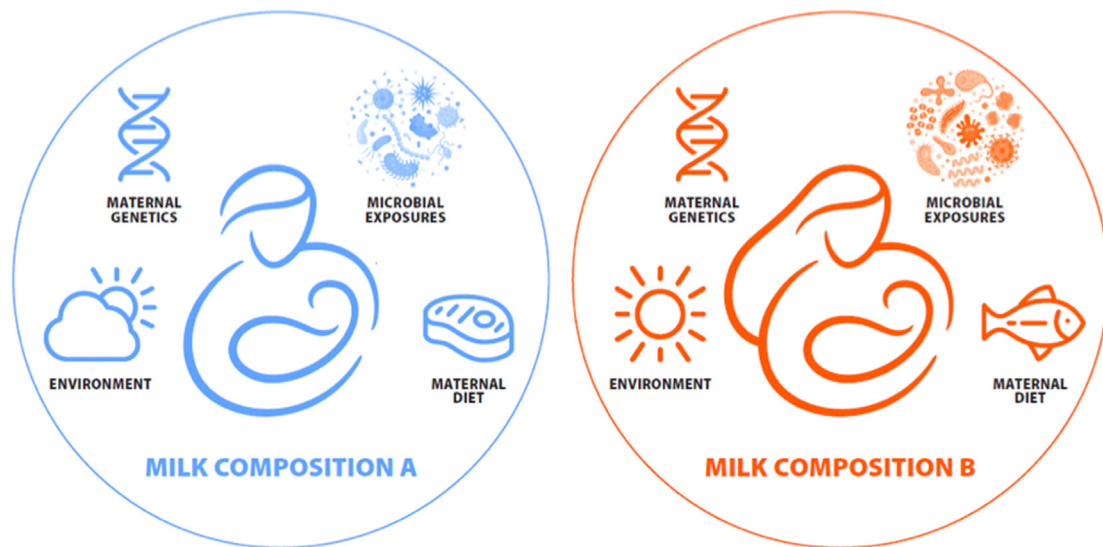 MATERNAL
GENETICS
MICROBIAL
EXPOSURES
ENVIRONMENT
MATERNAL
DIET
MILK COMPOSITION A
MATERNAL
GENETICS
MICROBIAL
EXPOSURES
ENVIRONMENT
MATERNAL
DIET
MILK COMPOSITION B